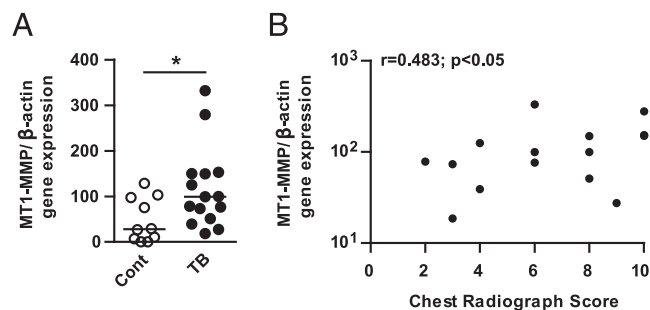 A
MT1-MMP/ β-actin
gene expression
400
300
200
100
0
*
Cont
TB
B
MT1-MMP/ β-actin
gene expression
10³
10²
10¹
r=0.483; p<0.05
0 2 4 6 8 10
Chest Radiograph Score